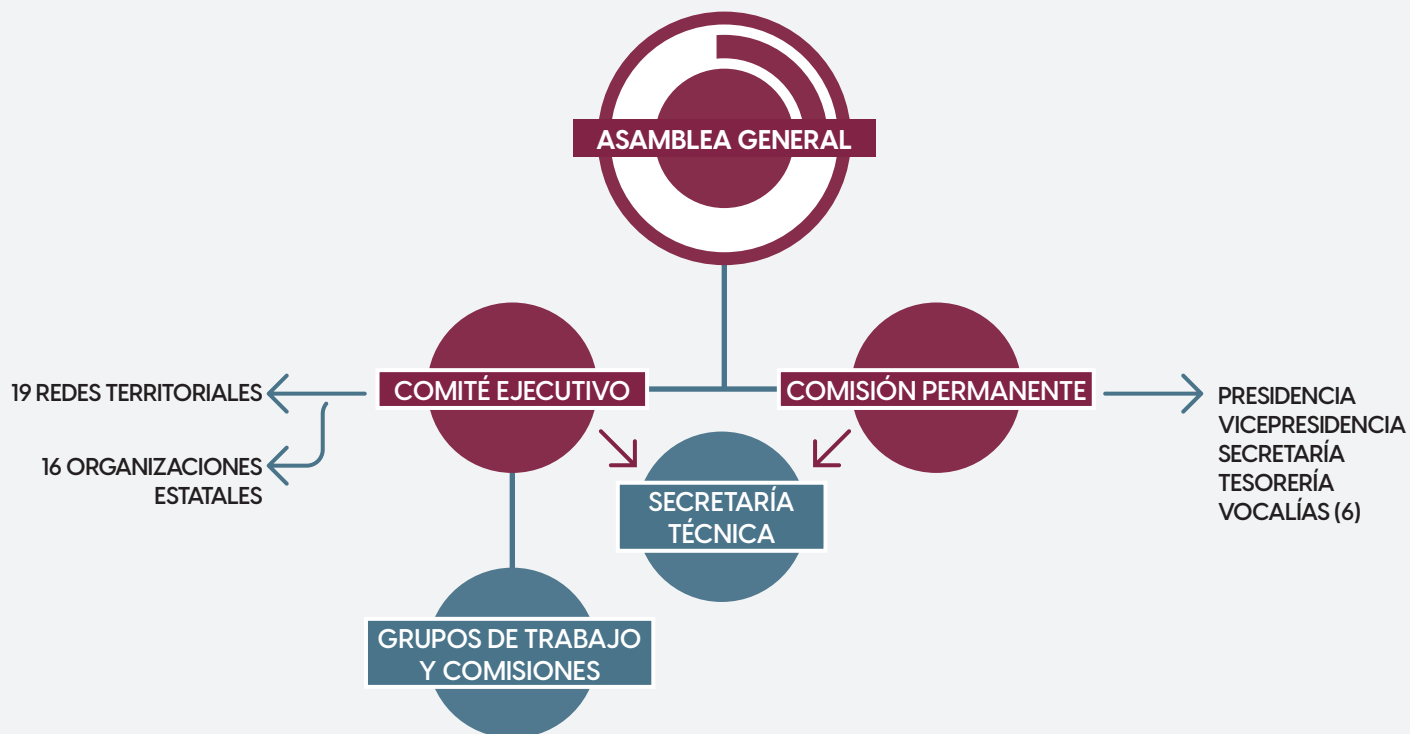 ASAMBLEA GENERAL
COMITÉ EJECUTIVO
COMISIÓN PERMANENTE
19 REDES TERRITORIALES
16 ORGANIZACIONES
ESTATALES
PRESIDENCIA
VICEPRESIDENCIA
SECRETARÍA
TESORERÍA
VOCALÍAS (6)
SECRETARÍA
TÉCNICA
GRUPOS DE TRABAJO
Y COMISIONES